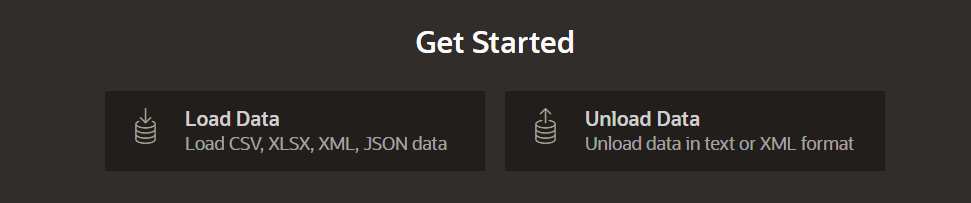 Get Started
Load Data
Load CSV, XLSX, XML, JSON data
Unload Data
Unload data in text or XML format